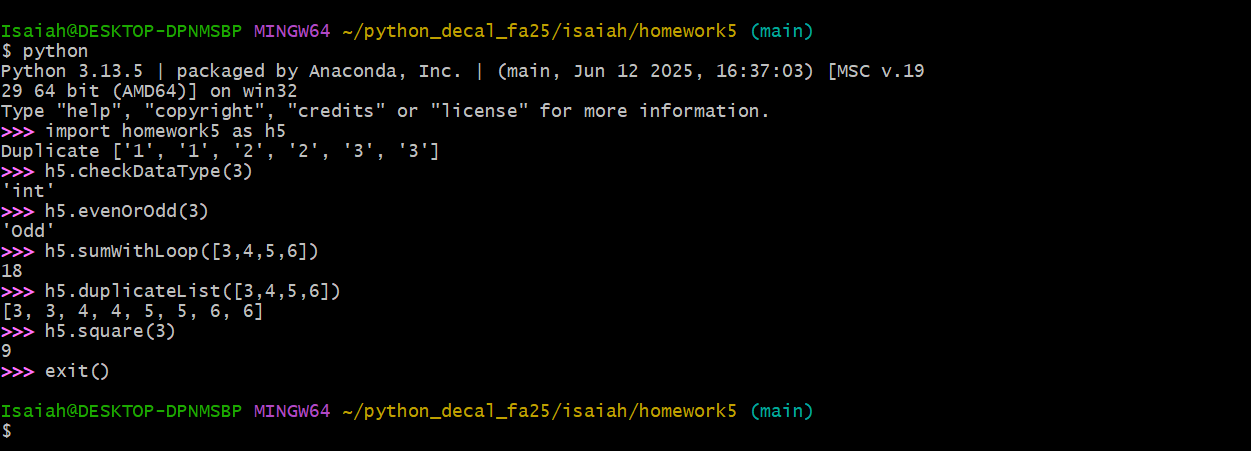 Isaiah@DESKTOP-DPNMSBP MINGW64 ~/python_decal_fa25/isaiah/homework5 (main)
$ python
Python 3.13.5 | packaged by Anaconda, Inc. | (main, Jun 12 2025, 16:37:03) [MSC v.19
29 64 bit (AMD64)] on win32
Type "help", "copyright", "credits" or "license" for more information.
>>> import homework5 as h5
Duplicate ['1', '1', '2', '2', '3', '3']
>>> h5.checkDataType(3)
'int'
>>> h5.evenOrOdd(3)
'Odd'
>>> h5.sumWithLoop([3,4,5,6])
18
>>> h5.duplicateList([3,4,5,6])
[3, 3, 4, 4, 5, 5, 6, 6]
>>> h5.square(3)
9
>>> exit()
Isaiah@DESKTOP-DPNMSBP MINGW64 ~/python_decal_fa25/isaiah/homework5 (main)
$